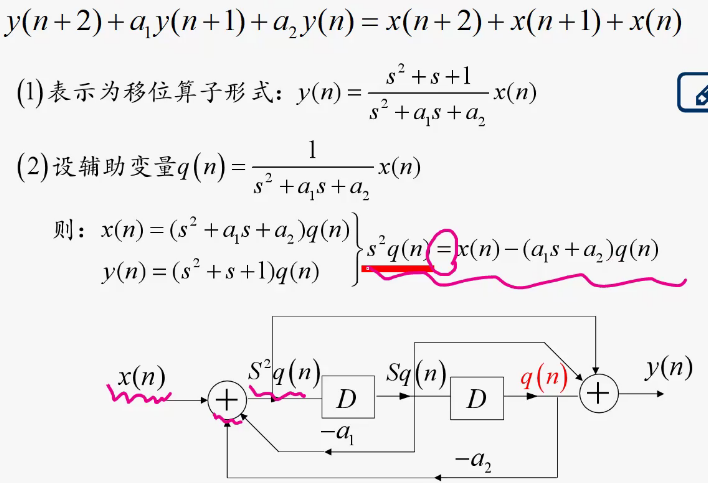 y(n+2)+a₁y(n+1)+a₂y(n)=x(n+2)+x(n+1)+x(n)
(1)表示为移位算子形式：y(n)=\frac{s²+s+1}{s²+a₁s+a₂}x(n)
(2)设辅助变量q(n)=\frac{1}{s²+a₁s+a₂}x(n)
则：x(n)=(s²+a₁s+a₂)q(n)
y(n)=(s²+s+1)q(n)
s²q(n)=x(n)−(a₁s+a₂)q(n)
x(n) + S²q(n) D Sq(n) D q(n) + y(n)
−a₁
−a₂